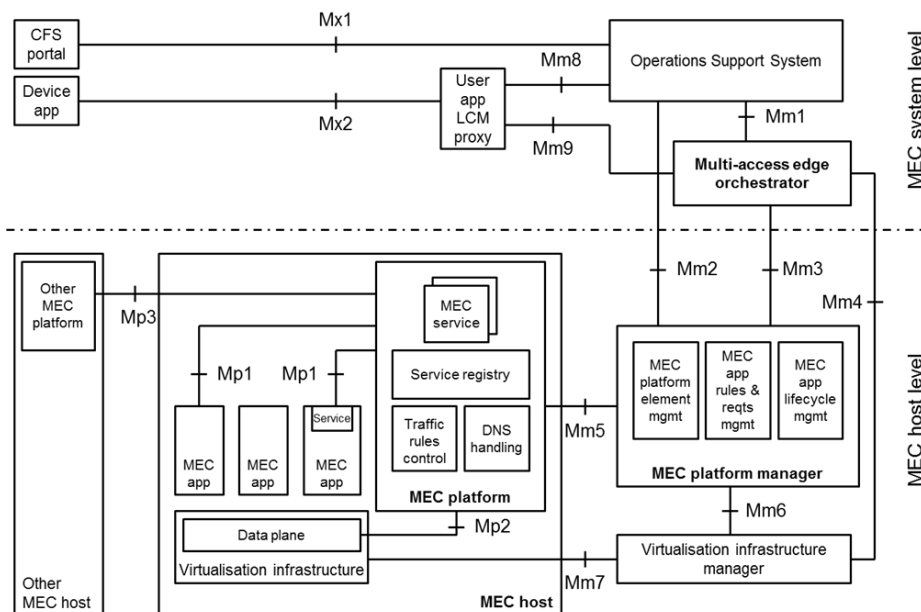 CFS
portal
Mx1
Operations Support System
Mm8
Device
app
Mx2
User
app
LCM
proxy
Mm9
Mm1
Multi-access edge
orchestrator
MEC system level
Other
MEC
platform
Mp3
MEC
service
Mm2
Mm3
Mm4
Mp1
Mp1
Service registry
MEC
platform
element
mgmt
MEC
app
rules &
reqts
mgmt
MEC
app
lifecycle
mgmt
MEC host level
Service
MEC
app
MEC
app
MEC
app
Traffic
rules
control
DNS
handling
Mm5
MEC platform
MEC platform manager
Mp2
Mm6
Data plane
Virtualisation infrastructure
Mm7
Virtualisation infrastructure
manager
Other
MEC host
MEC host